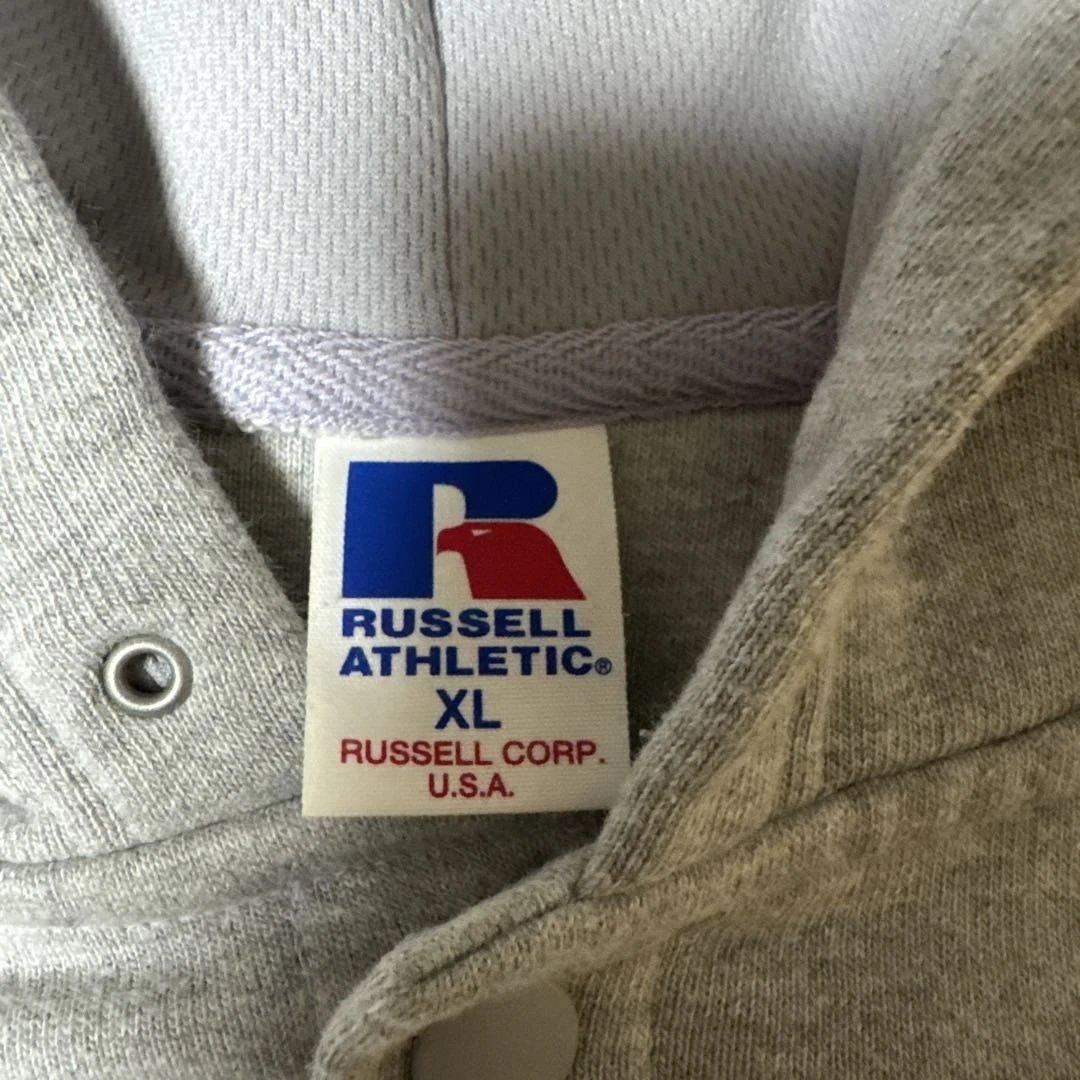 RUSSELL
ATHLETIC®
XL
RUSSELL CORP.
U.S.A.